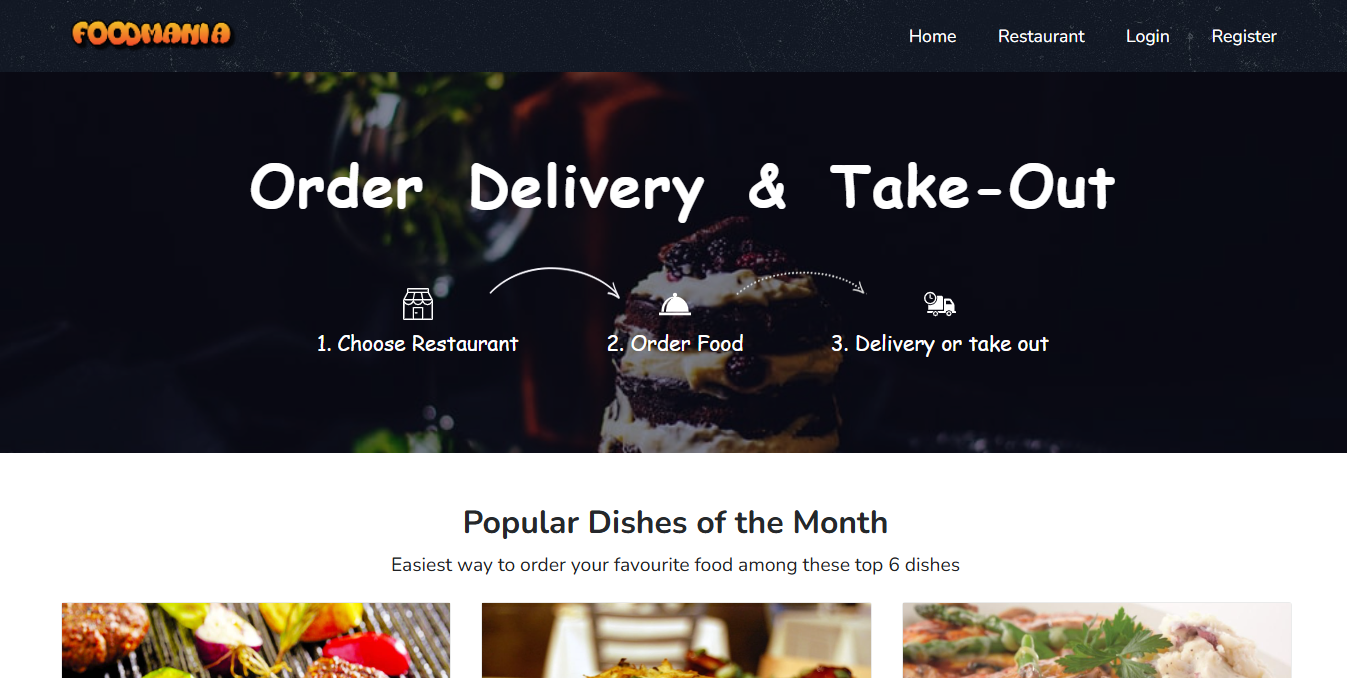 FOODMANIA
Home Restaurant Login Register
Order Delivery & Take-Out
1. Choose Restaurant 2. Order Food 3. Delivery or take out
Popular Dishes of the Month
Easiest way to order your favourite food among these top 6 dishes